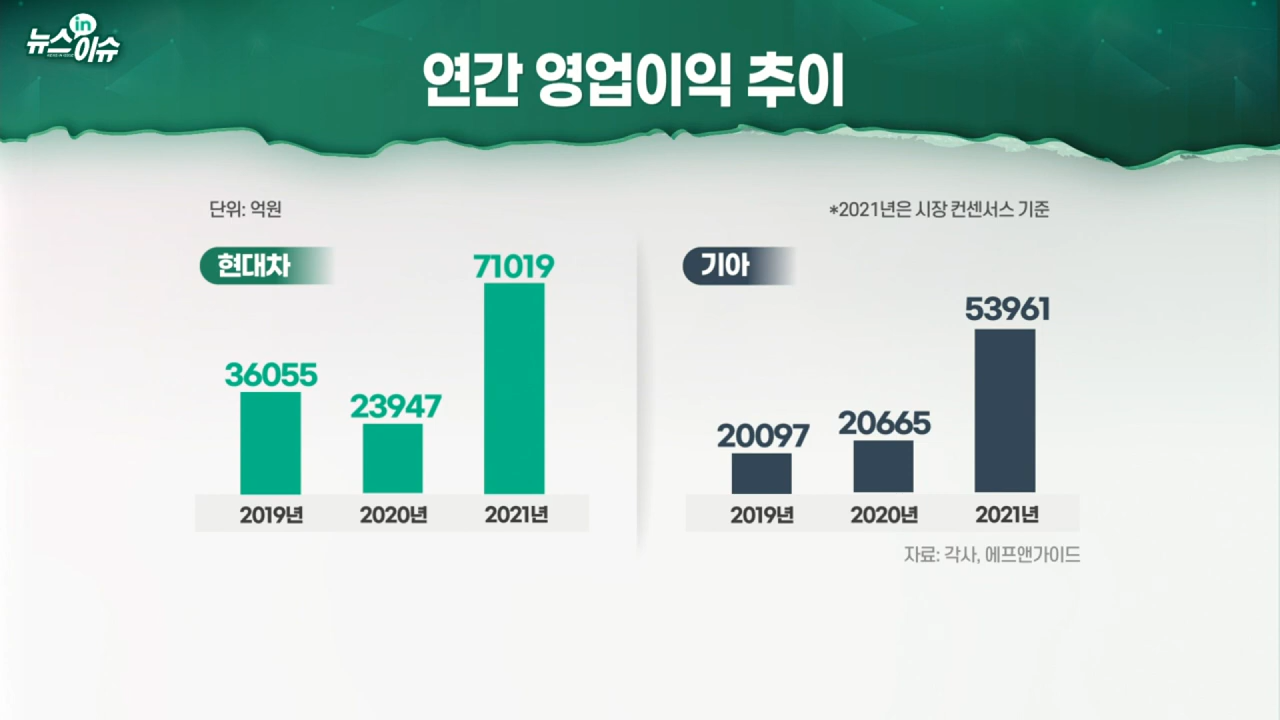 뉴스in이슈
연간 영업이익 추이
단위: 억원
*2021년은 시장 컨센서스 기준
현대차
36055
23947
71019
2019년
2020년
2021년
기아
20097
20665
53961
2019년
2020년
2021년
자료: 각사, 에프앤가이드